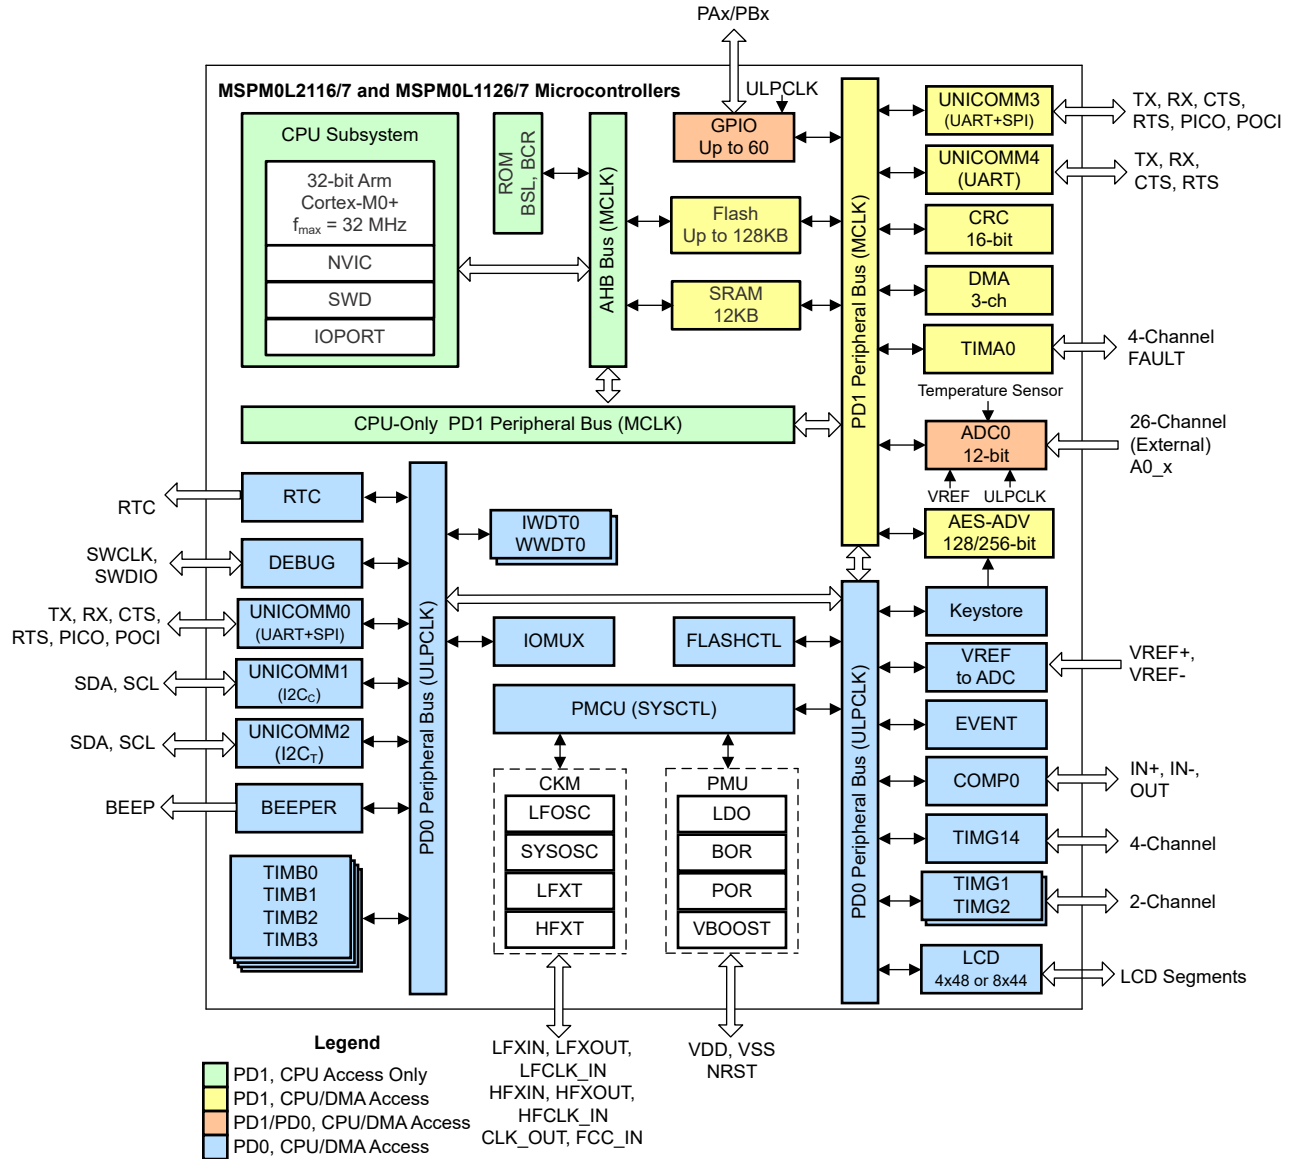 PAx/PBx
MSPM0L2116/7 and MSPM0L1126/7 Microcontrollers
ULPCLK
CPU Subsystem
32-bit Arm
Cortex-M0+
fmax = 32 MHz
NVIC
SWD
IOPORT
ROM
BSL, BCR
AHB Bus (MCLK)
GPIO
Up to 60
Flash
Up to 128KB
SRAM
12KB
CPU-Only PD1 Peripheral Bus (MCLK)
PD1 Peripheral Bus (MCLK)
UNICOMM3
(UART+SPI)
TX, RX, CTS,
RTS, PICO, POCI
UNICOMM4
(UART)
TX, RX,
CTS, RTS
CRC
16-bit
DMA
3-ch
TIMA0
4-Channel
FAULT
Temperature Sensor
ADC0
12-bit
26-Channel
(External)
A0_x
VREF
ULPCLK
AES-ADV
128/256-bit
RTC
RTC
SWCLK,
SWDIO
DEBUG
TX, RX, CTS,
RTS, PICO, POCI
UNICOMM0
(UART+SPI)
SDA, SCL
UNICOMM1
(I2CC)
SDA, SCL
UNICOMM2
(I2CT)
BEEP
BEEPER
TIMB0
TIMB1
TIMB2
TIMB3
PD0 Peripheral Bus (ULPCLK)
IWDT0
WWDT0
IOMUX
FLASHCTL
PMCU (SYSCTL)
CKM
LFOSC
SYSOSC
LFXT
HFXT
PMU
LDO
BOR
POR
VBOOST
PD0 Peripheral Bus (ULPCLK)
Keystore
VREF
to ADC
VREF+,
VREF-
EVENT
COMP0
IN+, IN-,
OUT
TIMG14
4-Channel
TIMG1
TIMG2
2-Channel
LCD
4x48 or 8x44
LCD Segments
LFXIN, LFXOUT,
LFCLK_IN
HFXIN, HFXOUT,
HFCLK_IN
CLK_OUT, FCC_IN
VDD, VSS
NRST
Legend
PD1, CPU Access Only
PD1, CPU/DMA Access
PD1/PD0, CPU/DMA Access
PD0, CPU/DMA Access